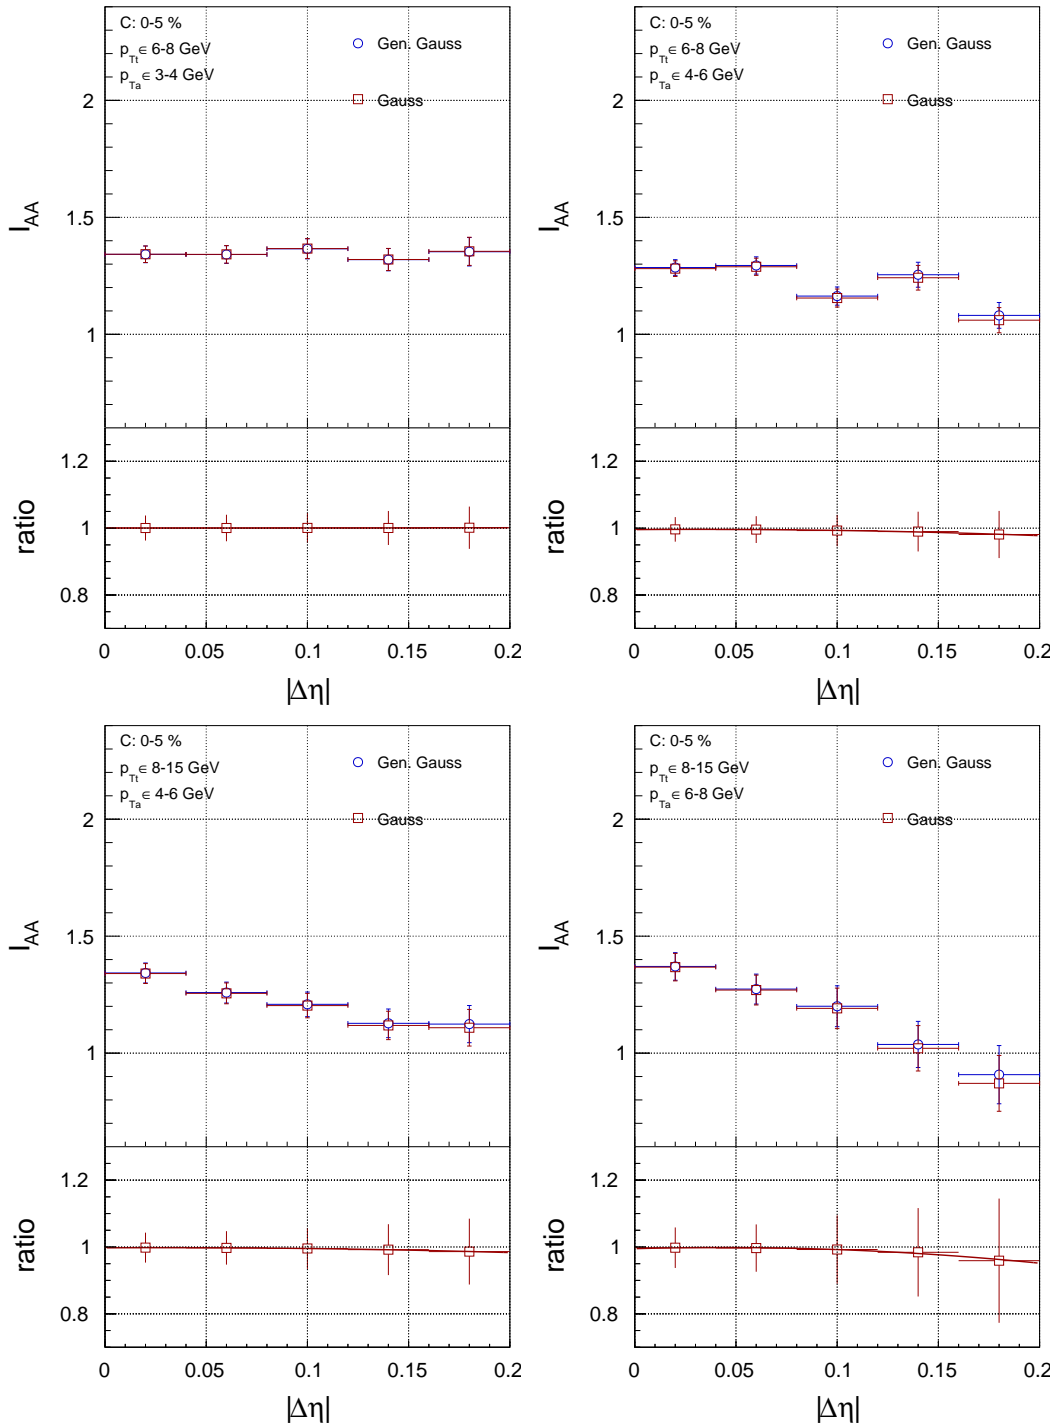 C: 0-5 %
p_Tt ∈ 6-8 GeV
p_Ta ∈ 3-4 GeV
Gen. Gauss
Gauss
2
1.5
1
I_AA
1.2
1
0.8
ratio
0 0.05 0.1 0.15 0.2
|Δη|
C: 0-5 %
p_Tt ∈ 6-8 GeV
p_Ta ∈ 4-6 GeV
Gen. Gauss
Gauss
2
1.5
1
I_AA
1.2
1
0.8
ratio
0 0.05 0.1 0.15 0.2
|Δη|
C: 0-5 %
p_Tt ∈ 8-15 GeV
p_Ta ∈ 4-6 GeV
Gen. Gauss
Gauss
2
1.5
1
I_AA
1.2
1
0.8
ratio
0 0.05 0.1 0.15 0.2
|Δη|
C: 0-5 %
p_Tt ∈ 8-15 GeV
p_Ta ∈ 6-8 GeV
Gen. Gauss
Gauss
2
1.5
1
I_AA
1.2
1
0.8
ratio
0 0.05 0.1 0.15 0.2
|Δη|